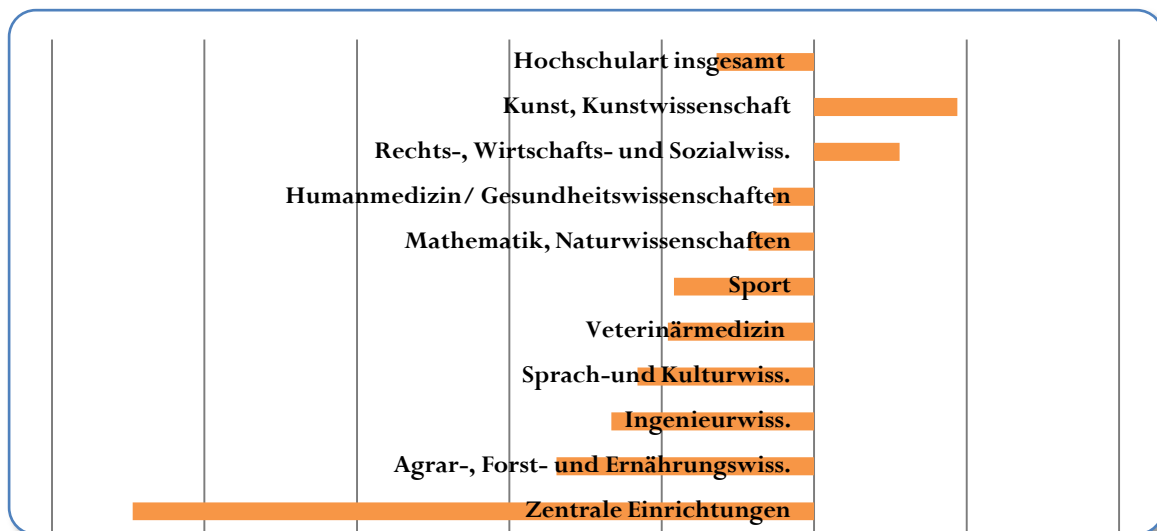 Hochschulart insgesamt
Kunst, Kunstwissenschaft
Rechts-, Wirtschafts- und Sozialwiss.
Humanmedizin/ Gesundheitswissenschaften
Mathematik, Naturwissenschaften
Sport
Veterinärmedizin
Sprach-und Kulturwiss.
Ingenieurwiss.
Agrar-, Forst- und Ernährungswiss.
Zentrale Einrichtungen